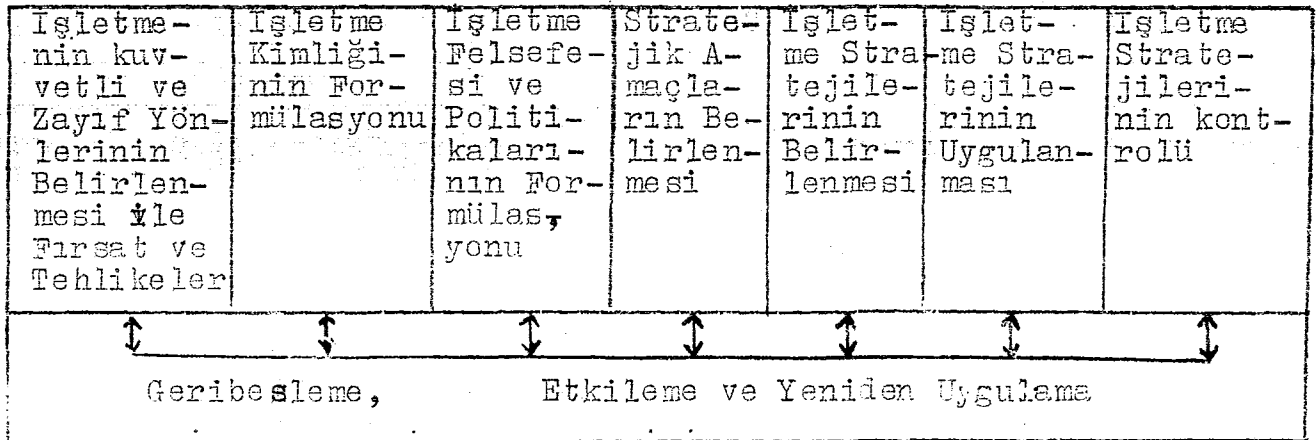 İşletme-
nin kuv-
vetli ve
Zayıf Yön-
lerinin
Belirlen-
mesi ile
Fırsat ve
Tehlikeler
İşletme
Kimliği-
nin For-
mülasyonu
İşletme
Felsefe-
si ve
Politi-
kaları-
nın For-
mülas-
yonu
Strate-
jik A-
maçla-
rın Be-
lirlen-
mesi
İşlet-
me Stra-
tejile-
rinin
Belir-
lenmesi
İşlet-
me Stra-
tejile-
rinin
Uygulan-
ması
İşletme
Strate-
jileri-
nin kont-
rolü
Geribesleme, Etkileme ve Yeniden Uygulama